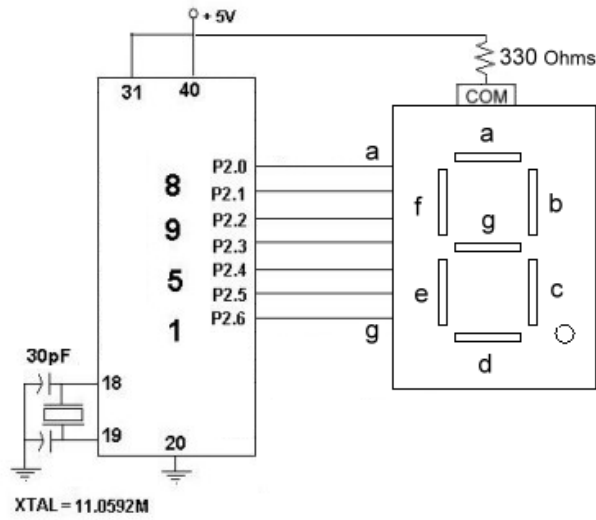 + 5V
330 Ohms
31 40
COM
P2.0 a
a
8
P2.1
f b
P2.2
9
g
P2.3
P2.4
5
e c
P2.5
P2.6
1
g
d
30pF
18
19
20
XTAL = 11.0592M